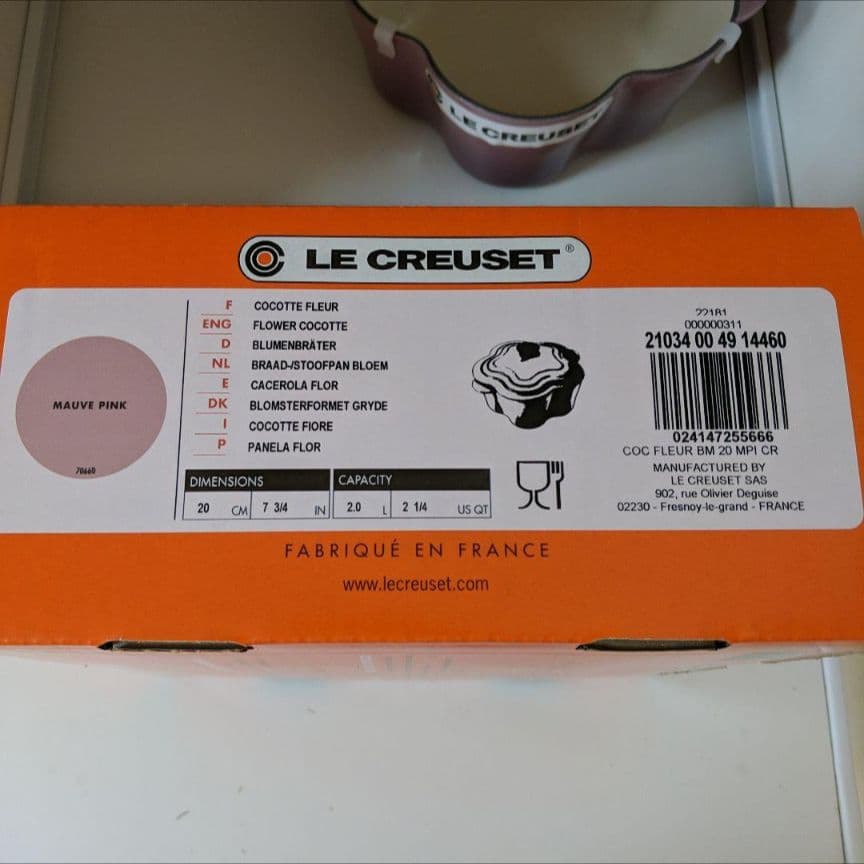 LE CREUSET
LE CREUSET®
MAUVE PINK
70660
F COCOTTE FLEUR
ENG FLOWER COCOTTE
D BLUMENBRÄTER
NL BRAAD-/STOOFPAN BLOEM
E CACEROLA FLOR
DK BLOMSTERFORMET GRYDE
I COCOTTE FIORE
P PANELA FLOR
DIMENSIONS CAPACITY
20 CM 7 3/4 IN 2.0 L 2 1/4 US QT
22181
000000311
21034 00 49 14460
024147255666
COC FLEUR BM 20 MPI CR
MANUFACTURED BY
LE CREUSET SAS
902, rue Olivier Deguise
02230 - Fresnoy-le-grand - FRANCE
FABRIQUÉ EN FRANCE
www.lecreuset.com